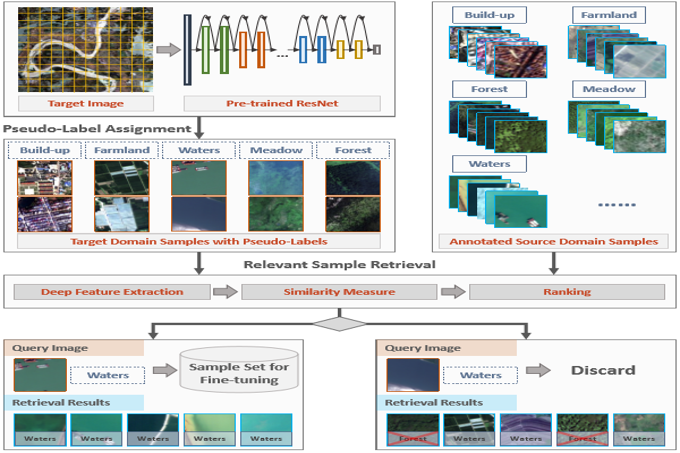 Target Image
Pre-trained ResNet
Build-up
Farmland
Forest
Meadow
Waters
......
Annotated Source Domain Samples
Pseudo-Label Assignment
Build-up
Farmland
Waters
Meadow
Forest
Target Domain Samples with Pseudo-Labels
Relevant Sample Retrieval
Deep Feature Extraction
Similarity Measure
Ranking
Query Image
Waters
Sample Set for
Fine-tuning
Retrieval Results
Waters
Waters
Waters
Waters
Waters
Query Image
Waters
Discard
Retrieval Results
Forest
Waters
Waters
Forest
Waters